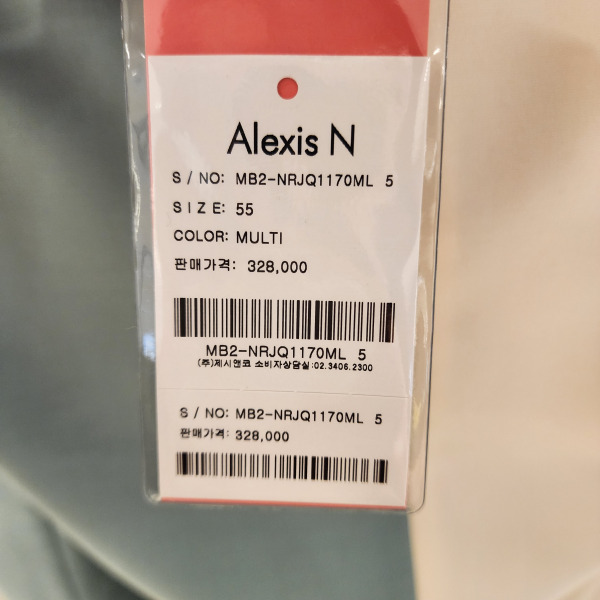 Alexis N
S / NO: MB2-NRJQ1170ML 5
SIZE: 55
COLOR: MULTI
판매가격: 328,000
MB2-NRJQ1170ML 5
(주)제시앤코 소비자상담실:02.3406.2300
S / NO: MB2-NRJQ1170ML 5
판매가격: 328,000